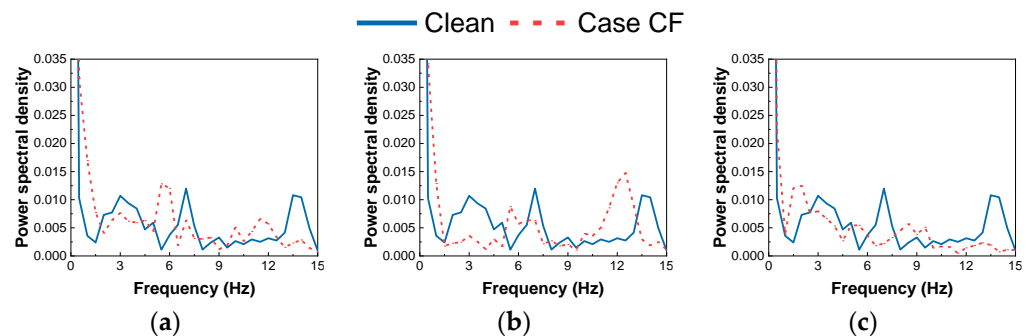 Clean Case CF
0.035 0.035 0.035
0.030 0.030 0.030
0.025 0.025 0.025
0.020 0.020 0.020
0.015 0.015 0.015
0.010 0.010 0.010
0.005 0.005 0.005
0.000 0.000 0.000
Power spectral density Power spectral density Power spectral density
0 3 6 9 12 15 0 3 6 9 12 15 0 3 6 9 12 15
Frequency (Hz) Frequency (Hz) Frequency (Hz)
(a) (b) (c)